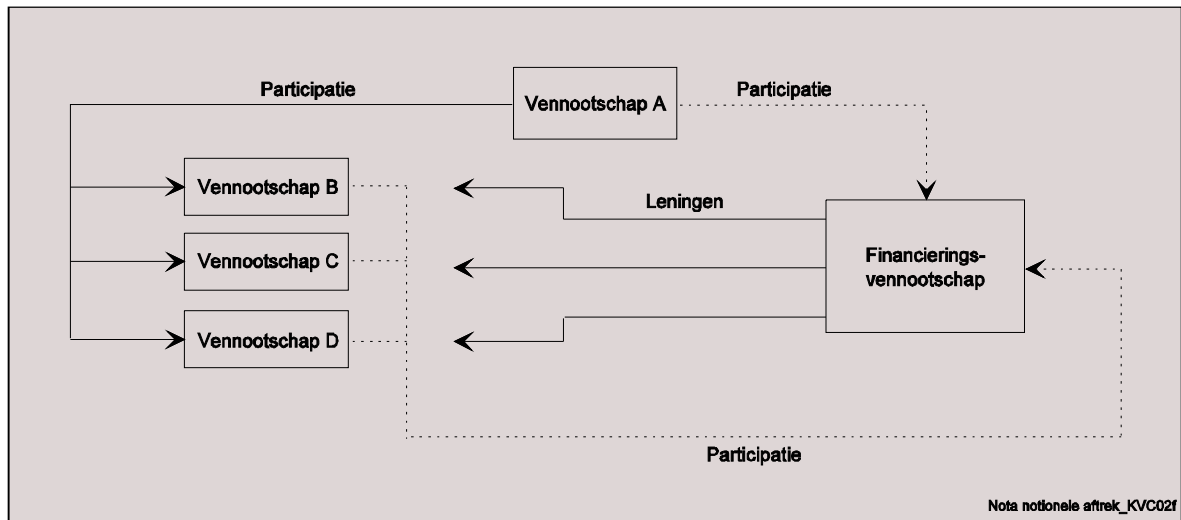 Participatie
Vennootschap A
Participatie
Vennootschap B
Leningen
Vennootschap C
Financierings-
vennootschap
Vennootschap D
Participatie
Nota notionele aftrek_KVC02f